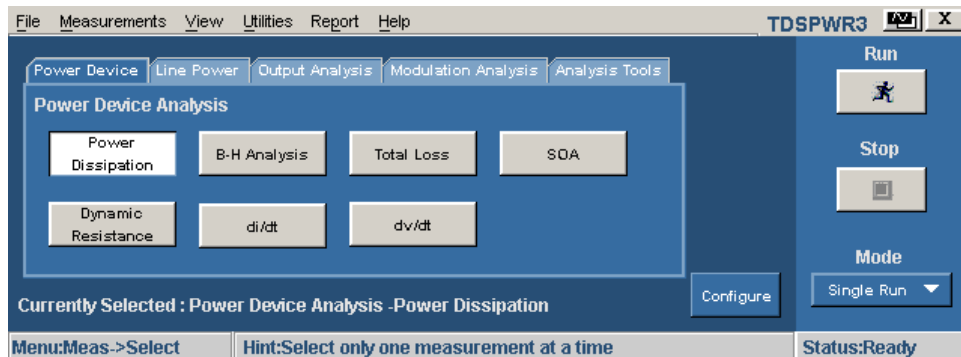 File Measurements View Utilities Report Help TDSPWR3 X
Power Device Line Power Output Analysis Modulation Analysis Analysis Tools
Power Device Analysis
Power Dissipation
B-H Analysis
Total Loss
SOA
Dynamic Resistance
di/dt
dv/dt
Run
Stop
Mode
Single Run
Configure
Currently Selected : Power Device Analysis -Power Dissipation
Menu:Meas->Select
Hint:Select only one measurement at a time
Status:Ready